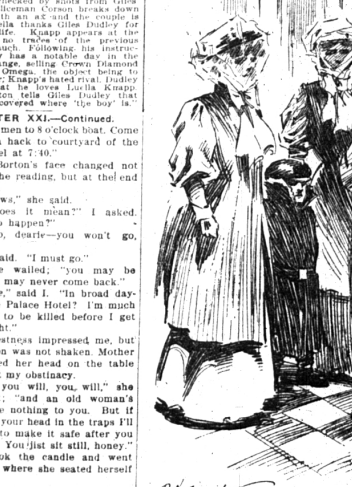 checked by shots from Giles
liceman Corson breaks down
ith an ax and the couple is
ella thanks Giles Dudley for
life. Knapp appears at the
no traces of the previous
much. Following his instruc-
y has a notable day in the
ange, selling Crown Diamond
Omega, the object being to
; Knapp's hated rival. Dudley
at he loves Luella Knapp.
ton tells Giles Dudley that
covered where "the boy" is."
TER XXI.—Continued.
men to 8 o'clock boat. Come
a hack to courtyard of the
el at 7:40."
Borton's face changed not
he reading, but at the end
ws," she said.
oes it mean?" I asked.
o happen?"
o, dearie—you won't go,
aid. "I must go."
e wailed; "you may be
may never come back."
e," said I. "In broad day-
Palace Hotel? I'm much
to be killed before I get
ht."
estness impressed me, but
on was not shaken. Mother
ed her head on the table
t my obstinacy.
you will, you will," she
; "and an old woman's
e nothing to you. But if
your head in the traps I'll
to make it safe after you
You jist sit still, honey."
ok the candle and went
where she seated herself